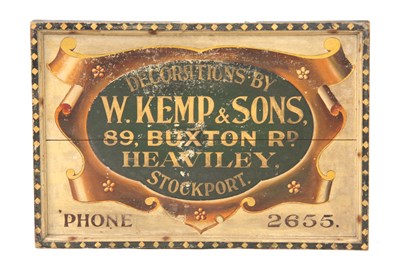 DECORATIONS BY
W. KEMP & SONS,
89, BUXTON RD
HEAVILEY,
STOCKPORT.
PHONE 2655.